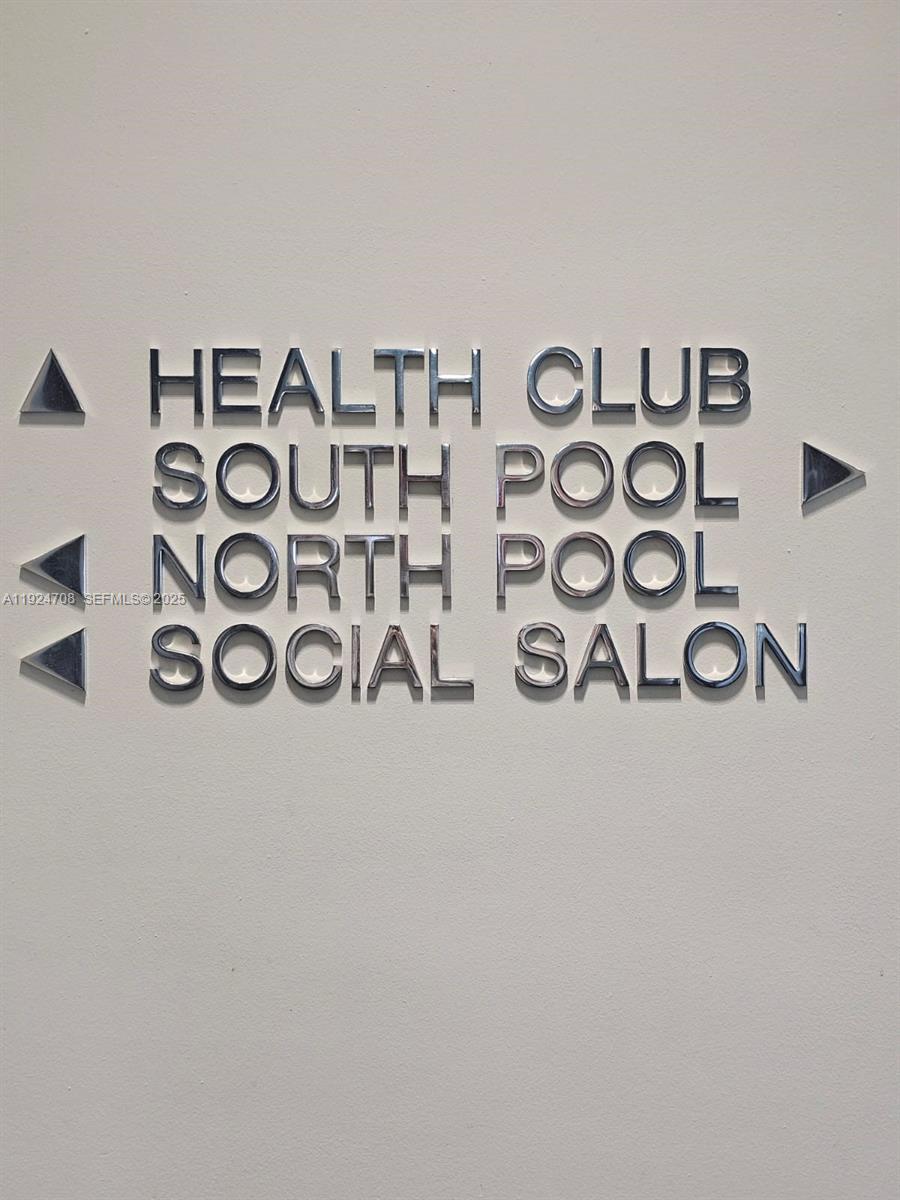 HEALTH CLUB
SOUTH POOL
NORTH POOL
A11924708 SEFMLS© 2025
SOCIAL SALON